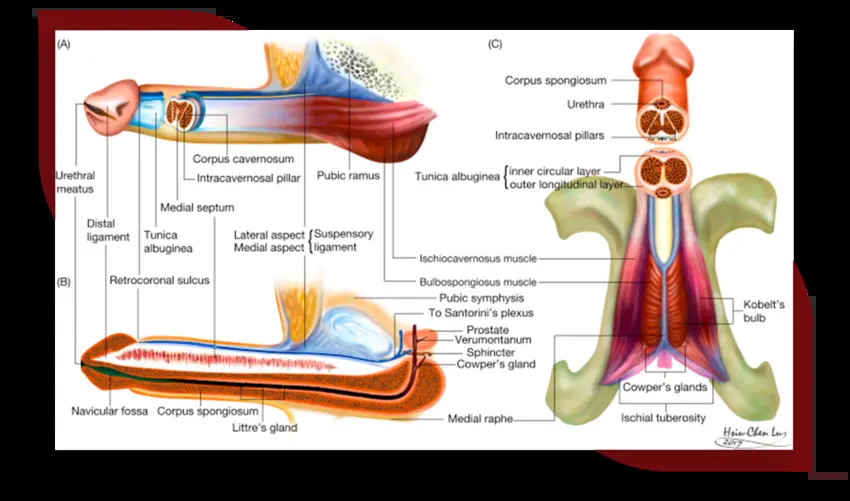 (A)
Urethral
meatus
Distal
ligament
Tunica
albuginea
Retrocoronal sulcus
Medial septum
Corpus cavernosum
Intracavernosal pillar
Pubic ramus
Lateral aspect
Medial aspect
Suspensory
ligament
Ischiocavernosus muscle
Bulbospongiosus muscle
(B)
Pubic symphysis
To Santorini's plexus
Prostate
Verumontanum
Sphincter
Cowper's gland
Navicular fossa
Corpus spongiosum
Littre's gland
Medial raphe
(C)
Corpus spongiosum
Urethra
Intracavernosal pillars
Tunica albuginea
inner circular layer
outer longitudinal layer
Kobelt's
bulb
Cowper's glands
Ischial tuberosity
2017